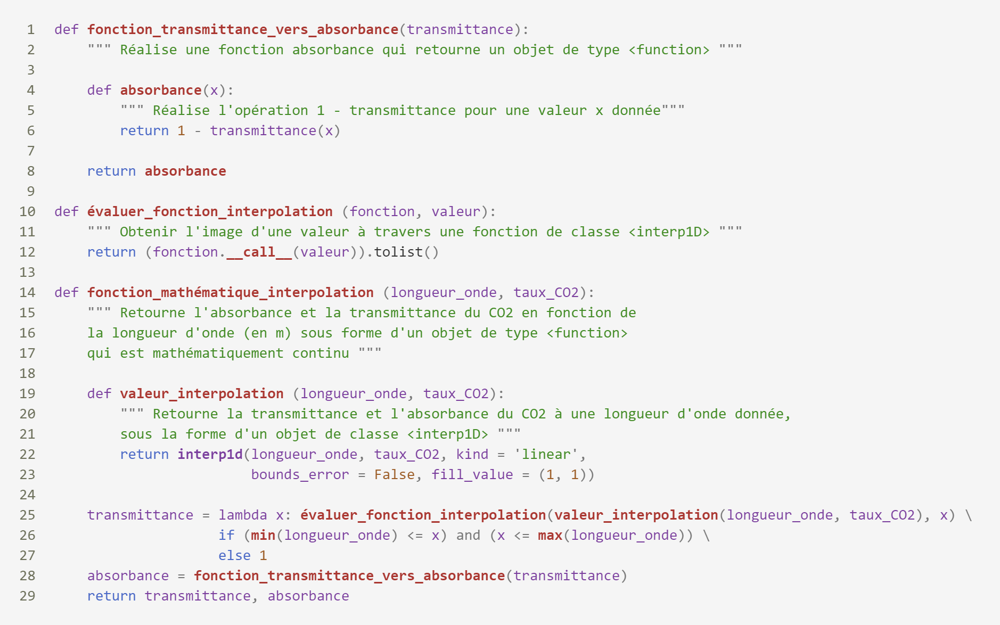 1 def fonction_transmittance_vers_absorbance(transmittance):
2     """ Réalise une fonction absorbance qui retourne un objet de type <function> """
3
4     def absorbance(x):
5         """ Réalise l'opération 1 - transmittance pour une valeur x donnée"""
6         return 1 - transmittance(x)
7
8     return absorbance
9
10 def évaluer_fonction_interpolation (fonction, valeur):
11     """ Obtenir l'image d'une valeur à travers une fonction de classe <interp1D> """
12     return (fonction.__call__(valeur)).tolist()
13
14 def fonction_mathématique_interpolation (longueur_onde, taux_CO2):
15     """ Retourne l'absorbance et la transmittance du CO2 en fonction de
16     la longueur d'onde (en m) sous forme d'un objet de type <function>
17     qui est mathématiquement continu """
18
19     def valeur_interpolation (longueur_onde, taux_CO2):
20         """ Retourne la transmittance et l'absorbance du CO2 à une longueur d'onde donnée,
21         sous la forme d'un objet de classe <interp1D> """
22         return interp1d(longueur_onde, taux_CO2, kind = 'linear',
23                         bounds_error = False, fill_value = (1, 1))
24
25     transmittance = lambda x: évaluer_fonction_interpolation(valeur_interpolation(longueur_onde, taux_CO2), x) \
26                     if (min(longueur_onde) <= x) and (x <= max(longueur_onde)) \
27                     else 1
28     absorbance = fonction_transmittance_vers_absorbance(transmittance)
29     return transmittance, absorbance